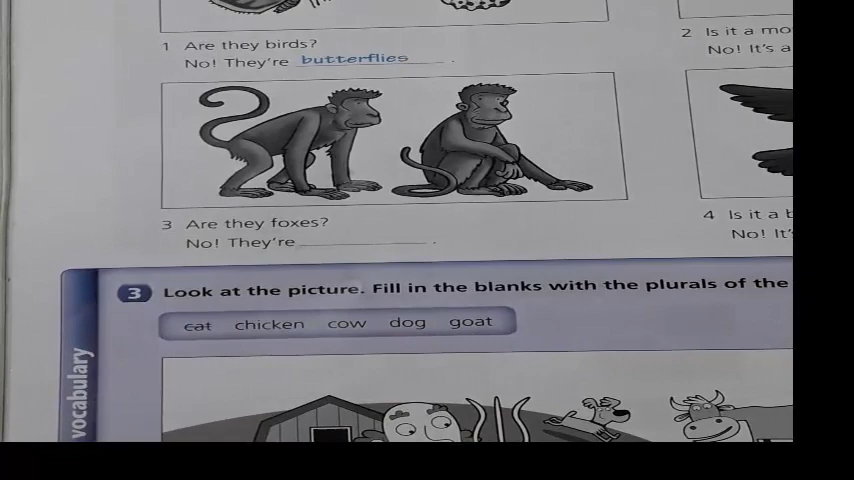 1 Are they birds?
No! They're butterflies.
2 Is it a mo
No! It's a
3 Are they foxes?
No! They're ____________.
4 Is it a b
No! It'
3 Look at the picture. Fill in the blanks with the plurals of the
cat chicken cow dog goat
vocabulary